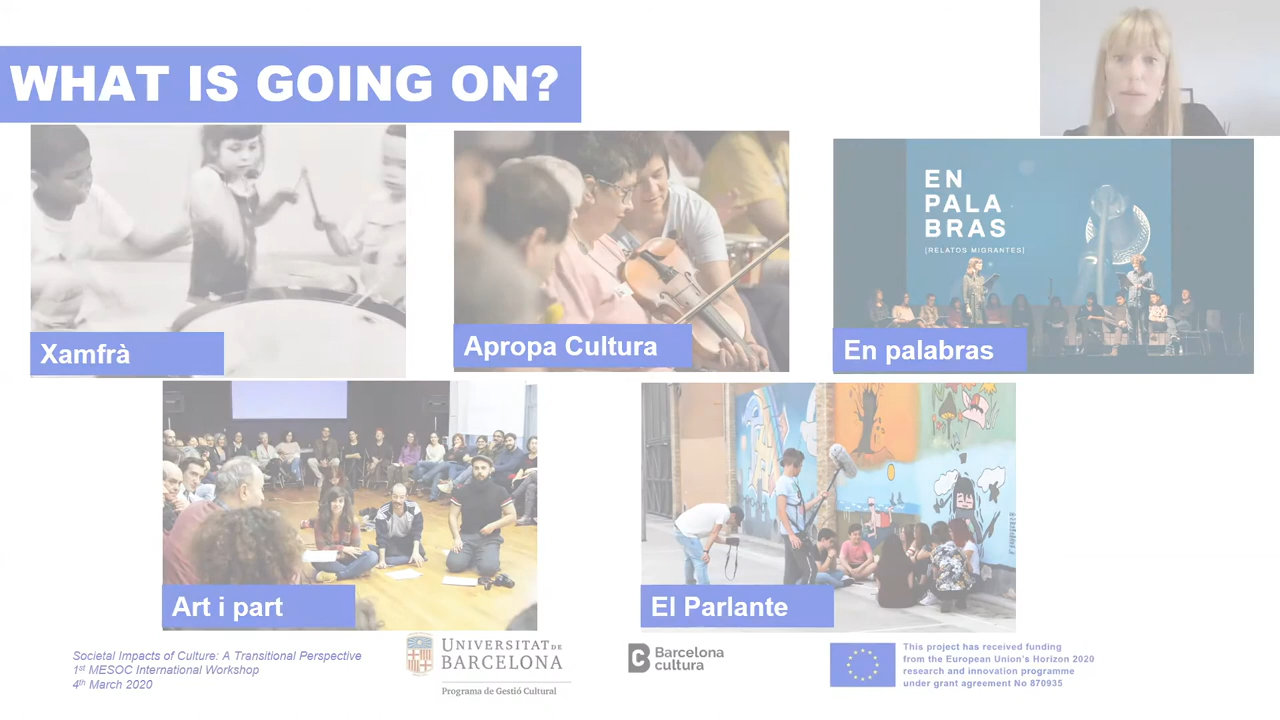 WHAT IS GOING ON?
EN
PALA
BRAS
[RELATOS MIGRANTES]
Xamfrà
Apropa Cultura
En palabras
Art i part
El Parlante
Societal Impacts of Culture: A Transitional Perspective
1st MESOC International Workshop
4th March 2020
UNIVERSITAT DE
BARCELONA
Programa de Gestió Cultural
Barcelona
cultura
This project has received funding
from the European Union's Horizon 2020
research and innovation programme
under grant agreement No 870935